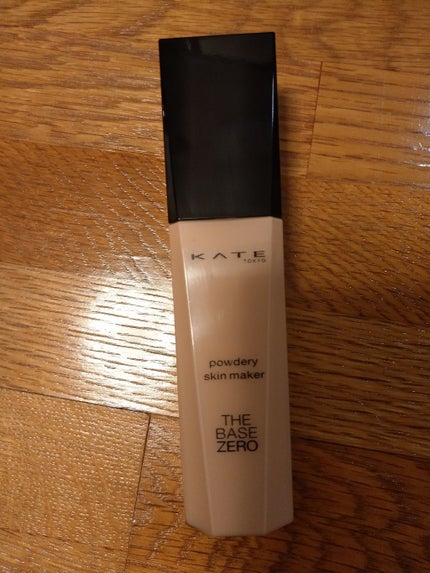 KATE
TOKYO
powdery
skin maker
THE
BASE
ZERO